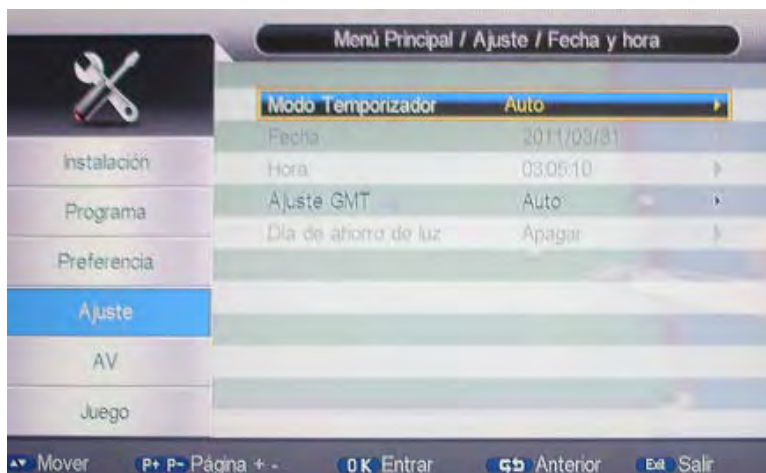 Menú Principal / Ajuste / Fecha y hora
Modo Temporizador Auto
Fecha 2011/03/31
Hora 03:05:10
Ajuste GMT Auto
Dia de ahorro de luz Apagar
Instalación
Programa
Preferencia
Ajuste
AV
Juego
Mover P+ P- Página + - OK Entrar Anterior Exit Salir